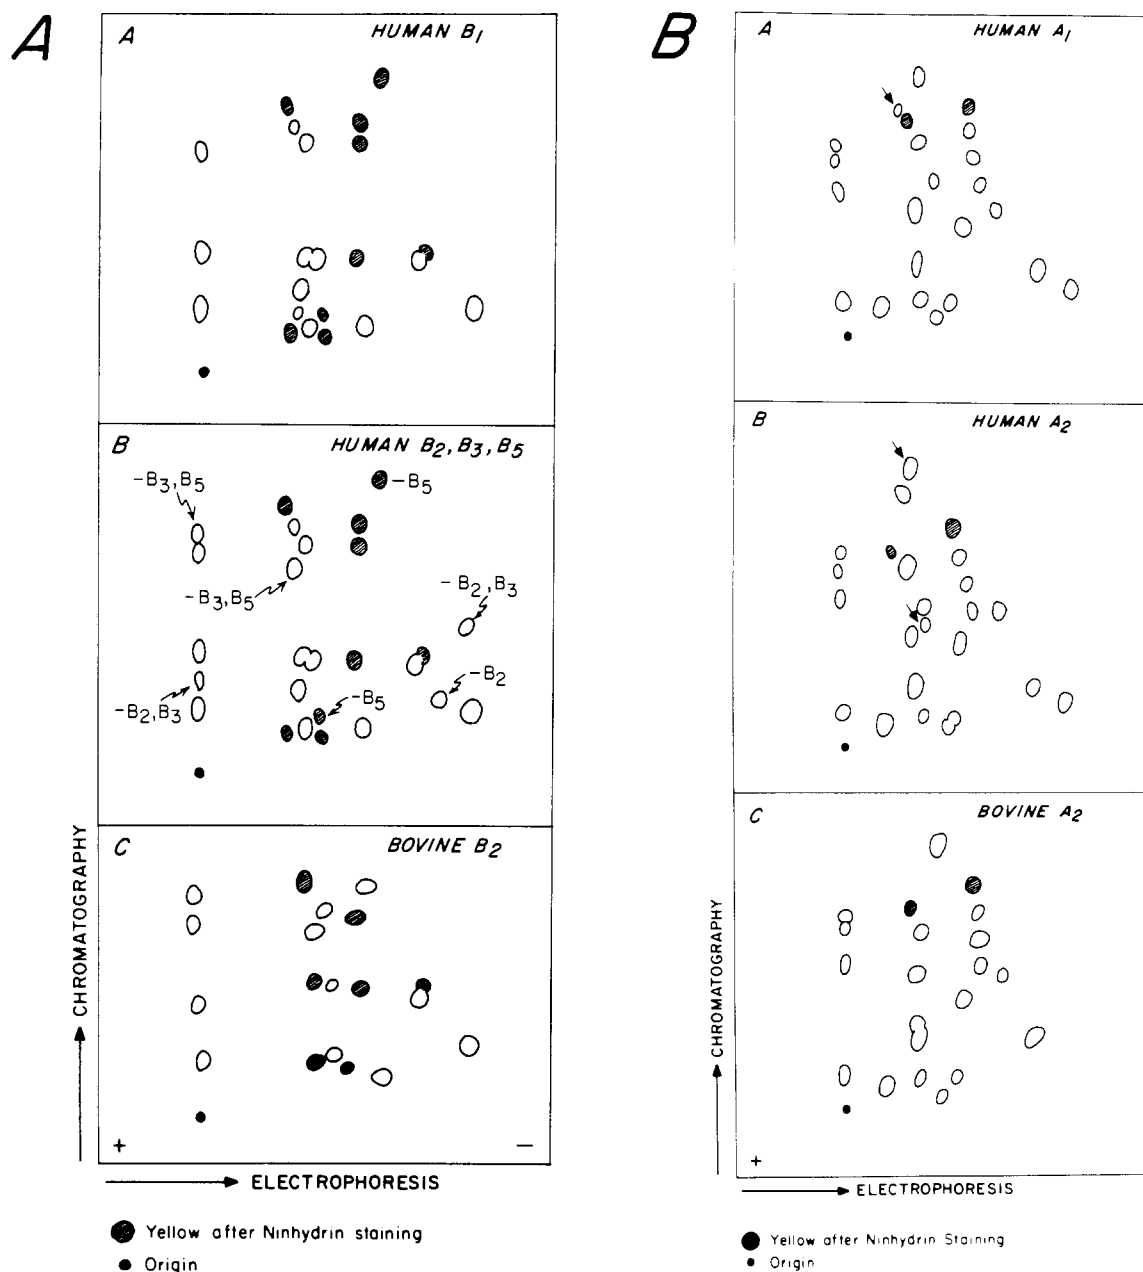 A
A
HUMAN B1
B
HUMAN B2, B3, B5
-B3, B5
-B5
-B3, B5
-B2, B3
-B2
-B2, B3
-B5
C
BOVINE B2
+
−
CHROMATOGRAPHY
ELECTROPHORESIS
Yellow after Ninhydrin staining
Origin
B
A
HUMAN A1
B
HUMAN A2
C
BOVINE A2
+
CHROMATOGRAPHY
ELECTROPHORESIS
Yellow after Ninhydrin Staining
Origin